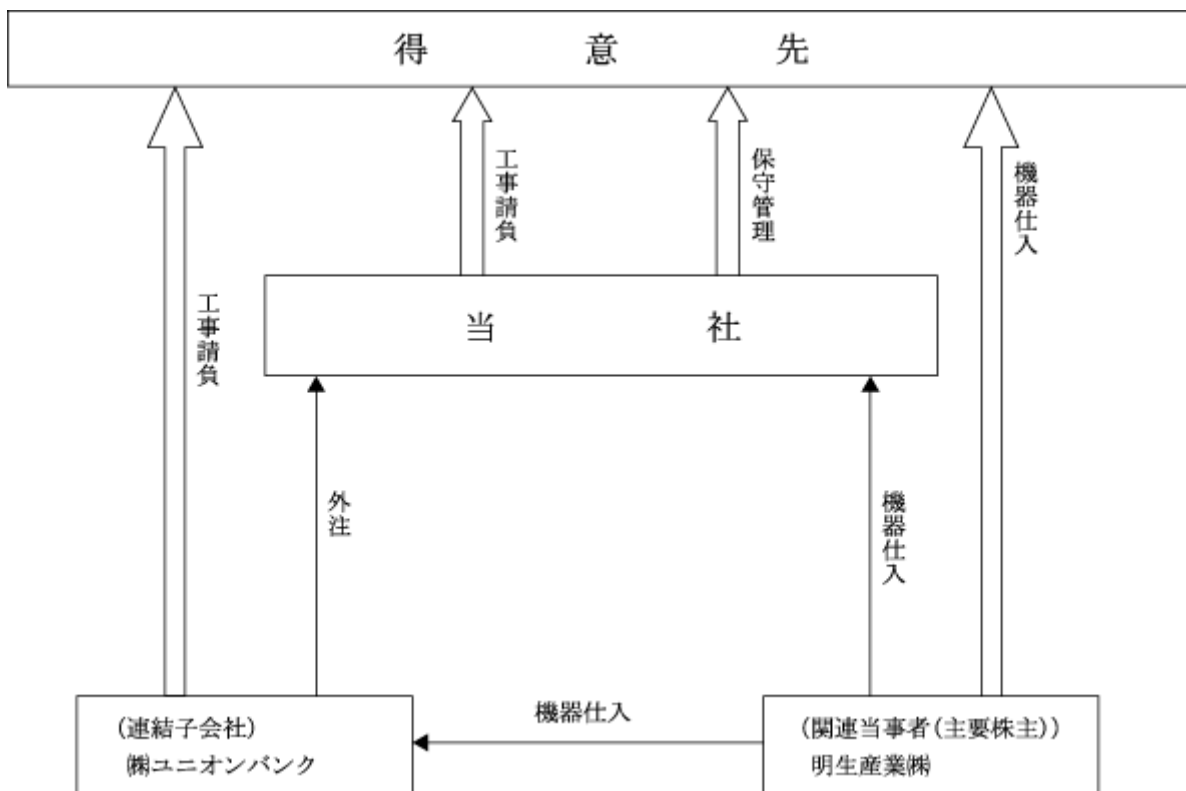 得意先
工事請負
保守管理
機器仕入
工事請負
当社
外注
機器仕入
機器仕入
(連結子会社)
㈱ユニオンバンク
(関連当事者(主要株主))
明生産業㈱